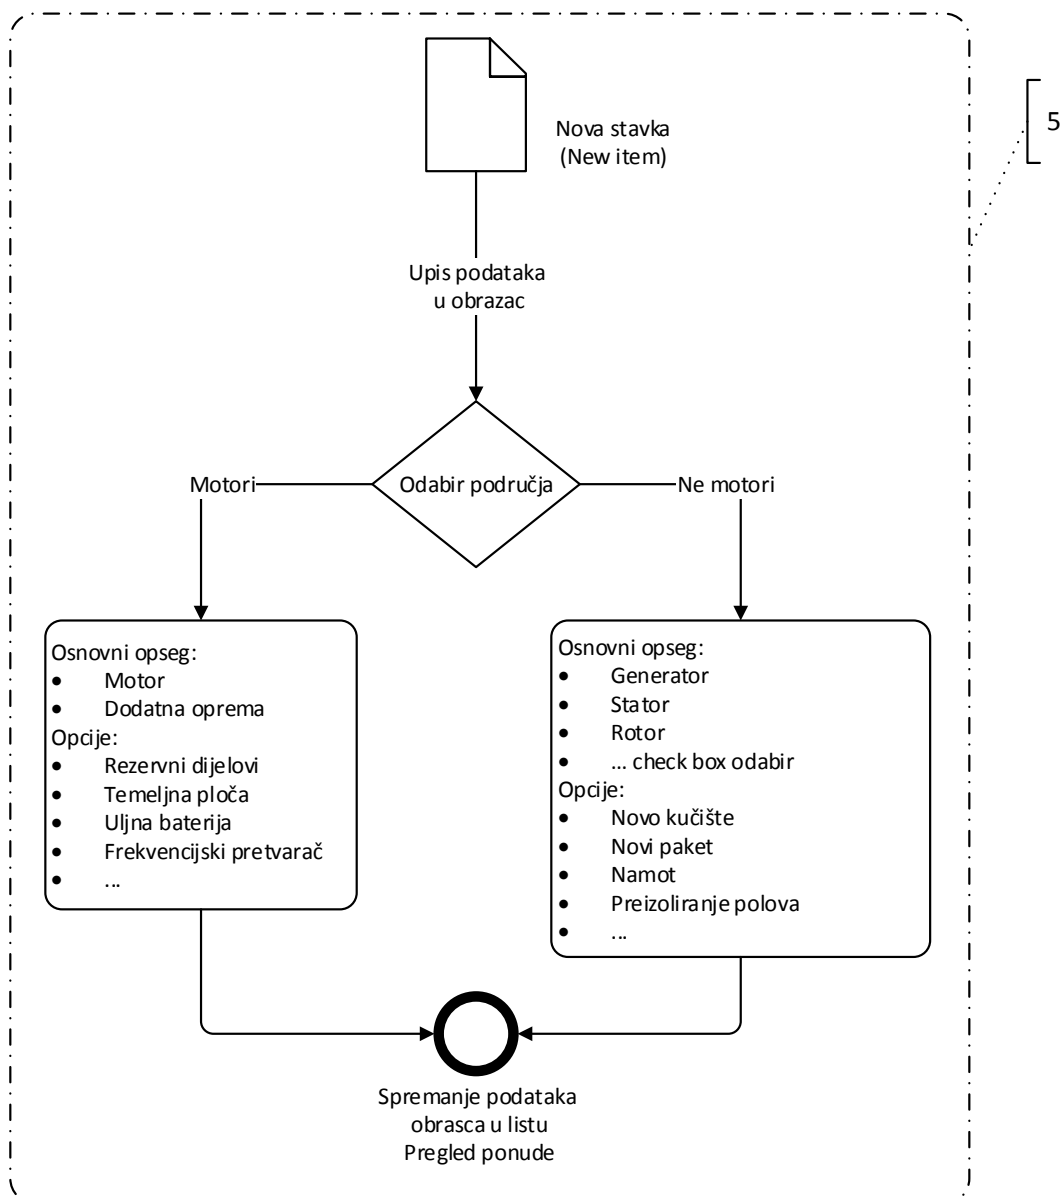 Nova stavka
(New item)
5
Upis podataka
u obrazac
Odabir područja
Motori
Ne motori
Osnovni opseg:
• Motor
• Dodatna oprema
Opcije:
• Rezervni dijelovi
• Temeljna ploča
• Uljna baterija
• Frekvencijski pretvarač
• ...
Osnovni opseg:
• Generator
• Stator
• Rotor
• ... check box odabir
Opcije:
• Novo kučište
• Novi paket
• Namot
• Preizoliranje polova
• ...
Spremanje podataka
obrasca u listu
Pregled ponude